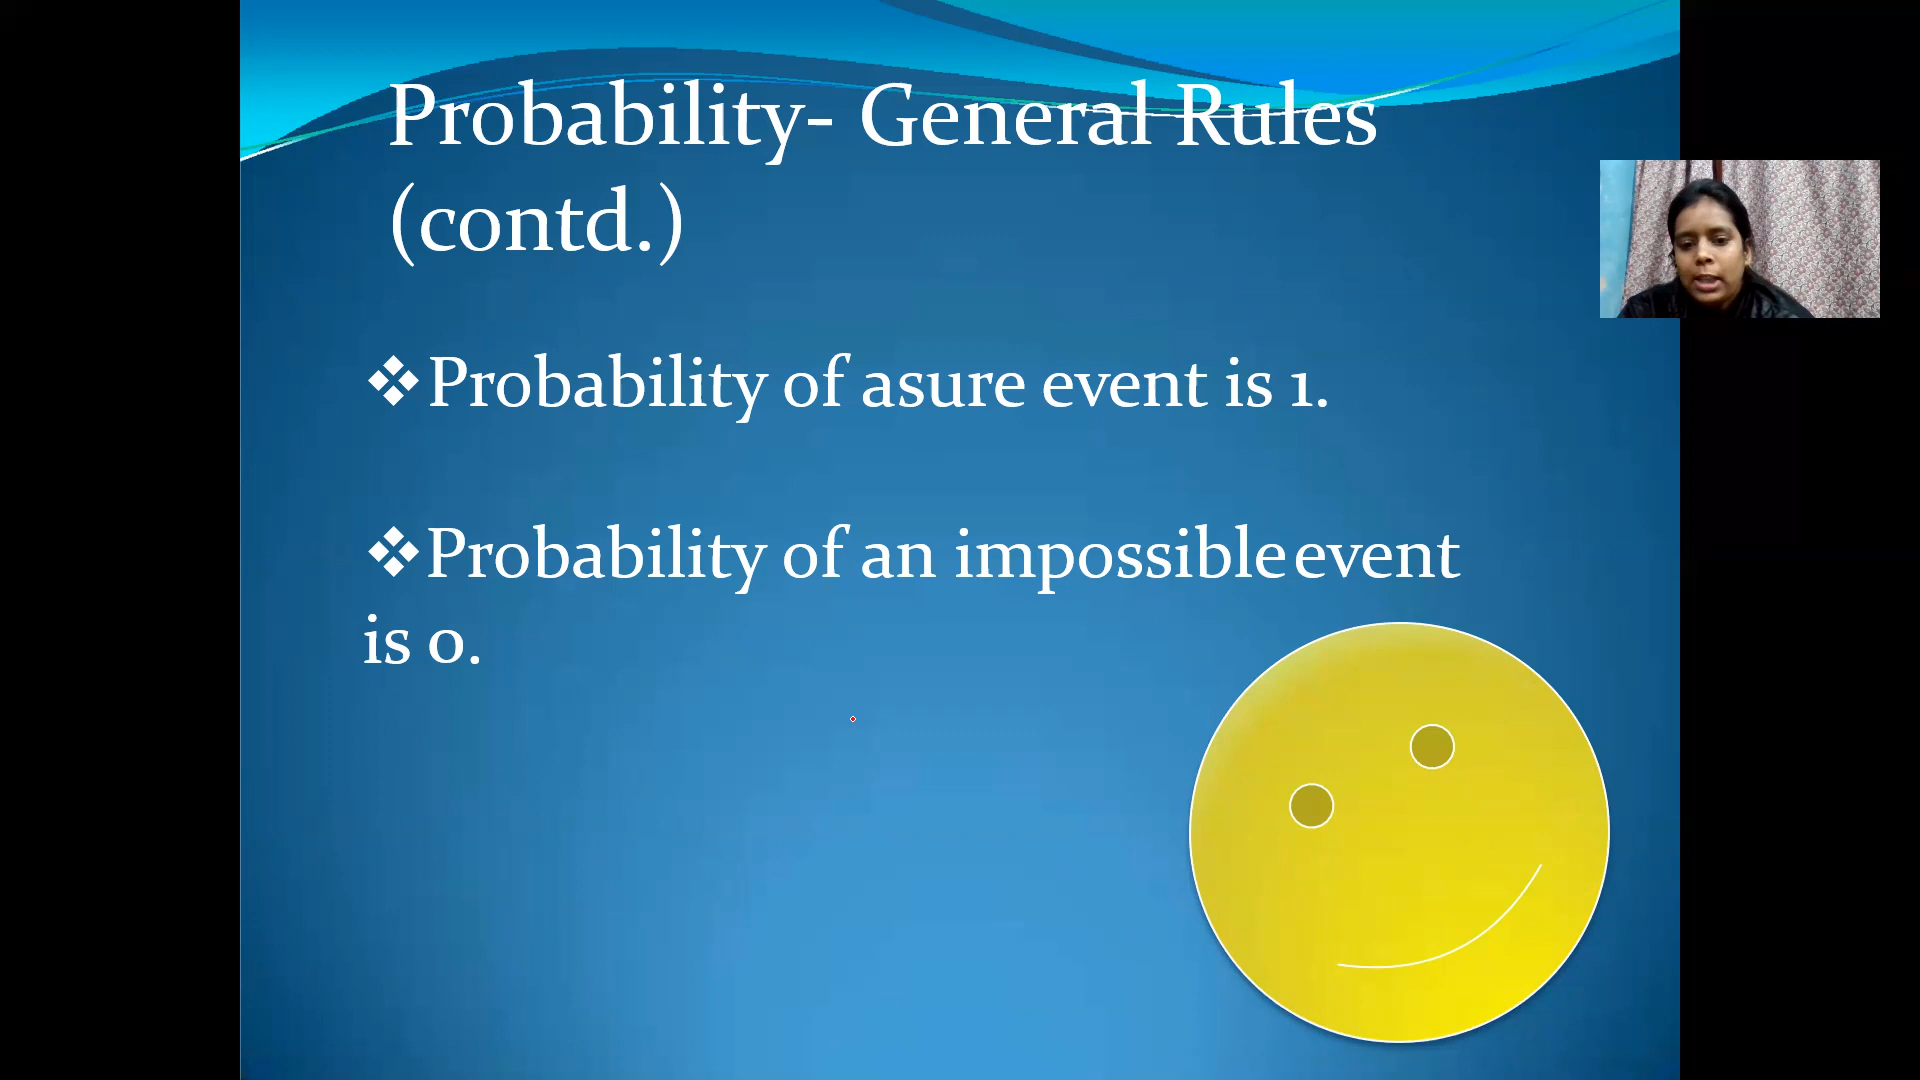 Probability- General Rules
(contd.)
❖Probability of asure event is 1.
❖Probability of an impossible event
is 0.